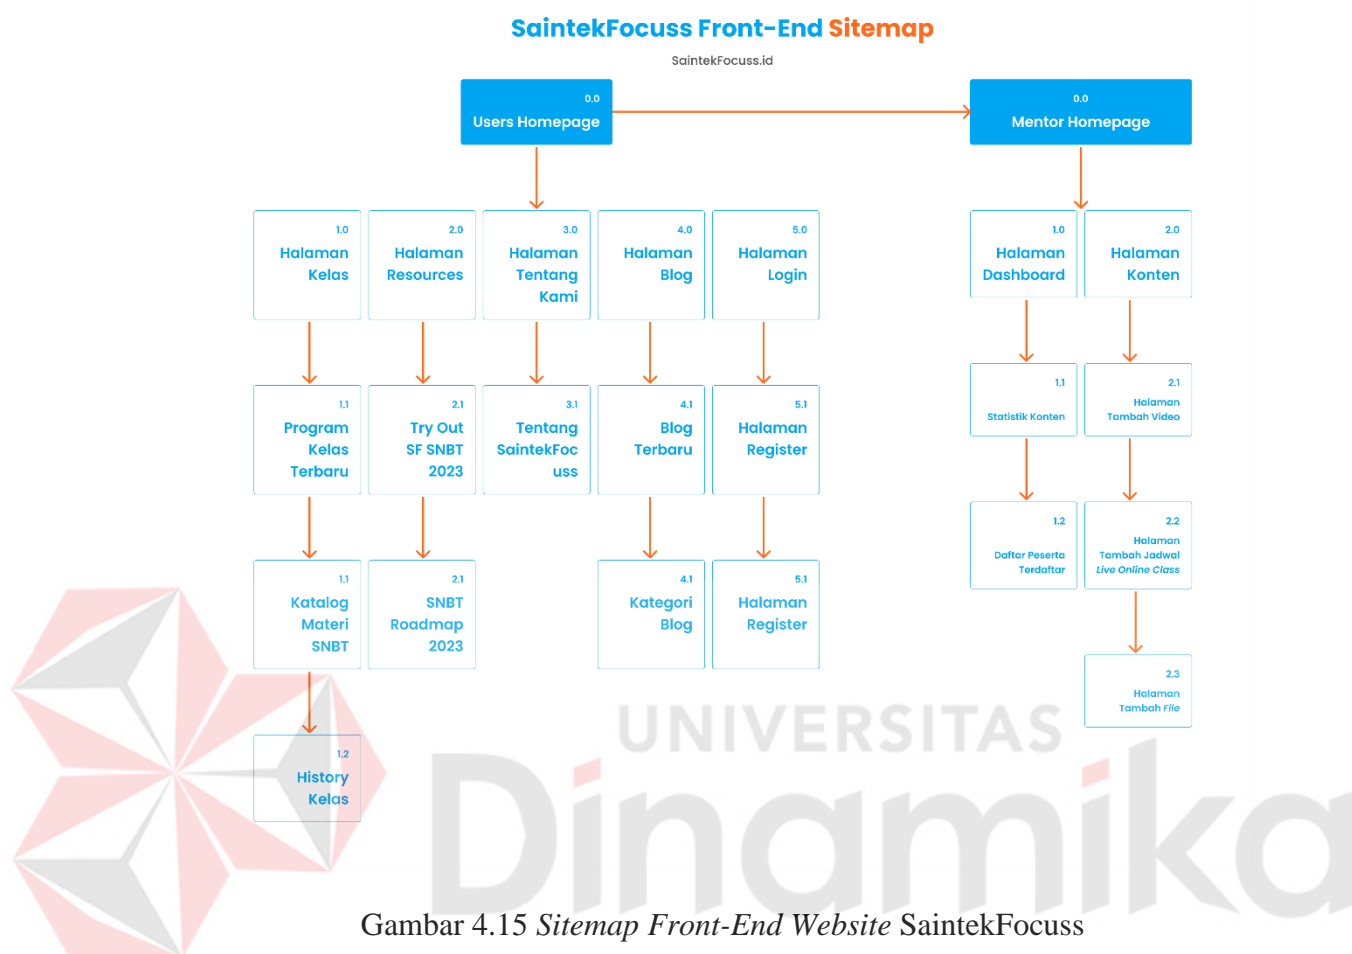 SaintekFocuss Front-End Sitemap
SaintekFocuss.id
0.0
Users Homepage
0.0
Mentor Homepage
1.0
Halaman
Kelas
2.0
Halaman
Resources
3.0
Halaman
Tentang
Kami
4.0
Halaman
Blog
5.0
Halaman
Login
1.0
Halaman
Dashboard
2.0
Halaman
Konten
1.1
Program
Kelas
Terbaru
2.1
Try Out
SF SNBT
2023
3.1
Tentang
SaintekFoc
uss
4.1
Blog
Terbaru
5.1
Halaman
Register
1.1
Statistik Konten
2.1
Halaman
Tambah Video
1.1
Katalog
Materi
SNBT
2.1
SNBT
Roadmap
2023
4.1
Kategori
Blog
5.1
Halaman
Register
1.2
Daftar Peserta
Terdaftar
2.2
Halaman
Tambah Jadwal
Live Online Class
2.3
Halaman
Tambah File
1.2
History
Kelas
UNIVERSITAS
Dinamika
Gambar 4.15 Sitemap Front-End Website SaintekFocuss